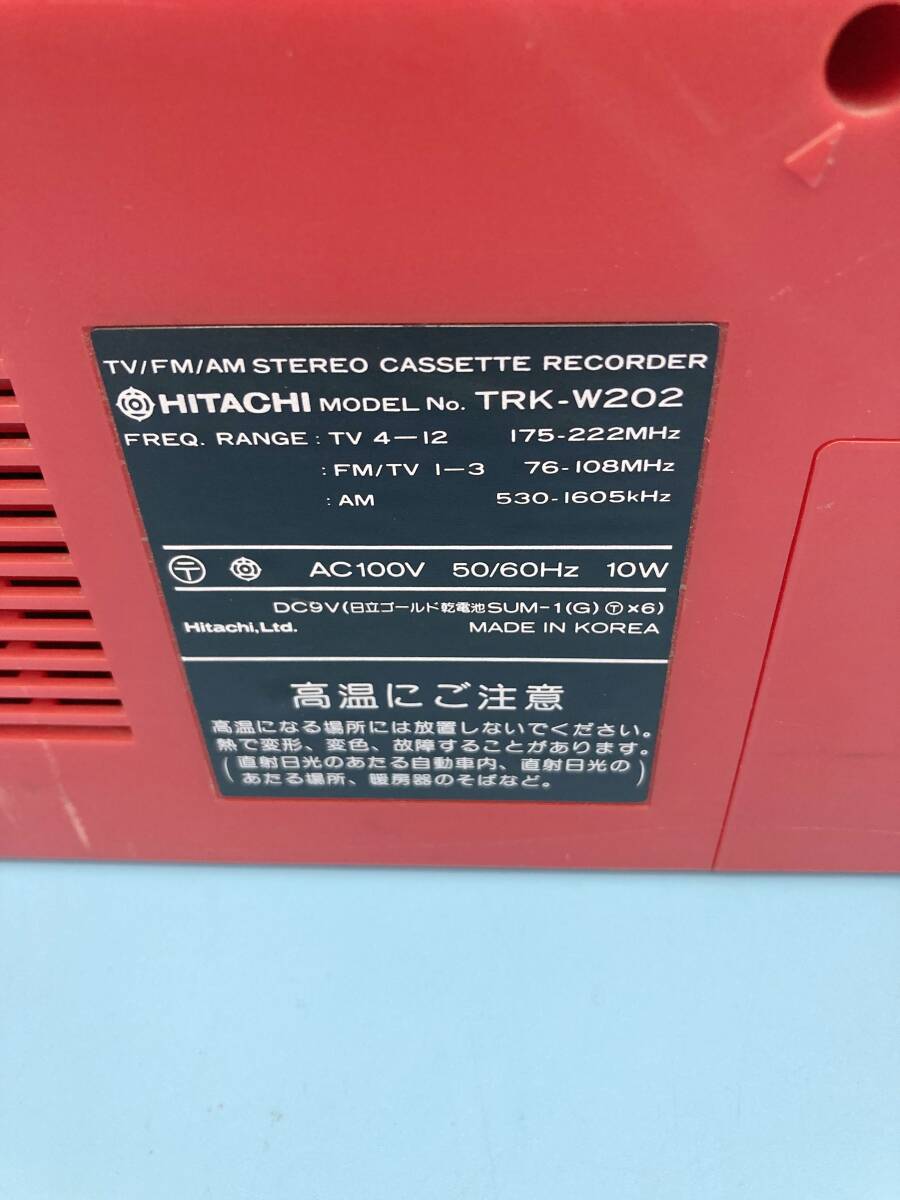 TV/FM/AM STEREO CASSETTE RECORDER
HITACHI MODEL No. TRK-W202
FREQ. RANGE : TV 4-12 175-222MHz
: FM/TV 1-3 76-108MHz
: AM 530-1605kHz
〒 AC100V 50/60Hz 10W
DC9V(日立ゴールド乾電池SUM-1(G) Ⓣ×6)
Hitachi, Ltd. MADE IN KOREA
高温にご注意
高温になる場所には放置しないでください。
熱で変形、変色、故障することがあります。
(直射日光のあたる自動車内、直射日光の
あたる場所、暖房器のそばなど。)